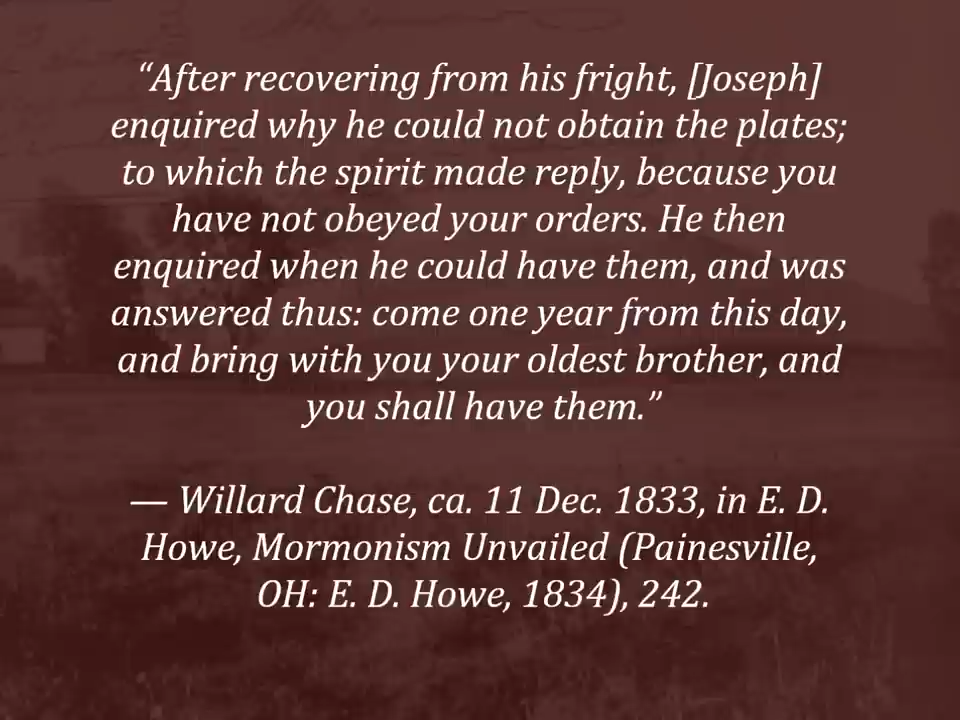 “After recovering from his fright, [Joseph]
enquired why he could not obtain the plates;
to which the spirit made reply, because you
have not obeyed your orders. He then
enquired when he could have them, and was
answered thus: come one year from this day,
and bring with you your oldest brother, and
you shall have them.”
— Willard Chase, ca. 11 Dec. 1833, in E. D.
Howe, Mormonism Unvailed (Painesville,
OH: E. D. Howe, 1834), 242.